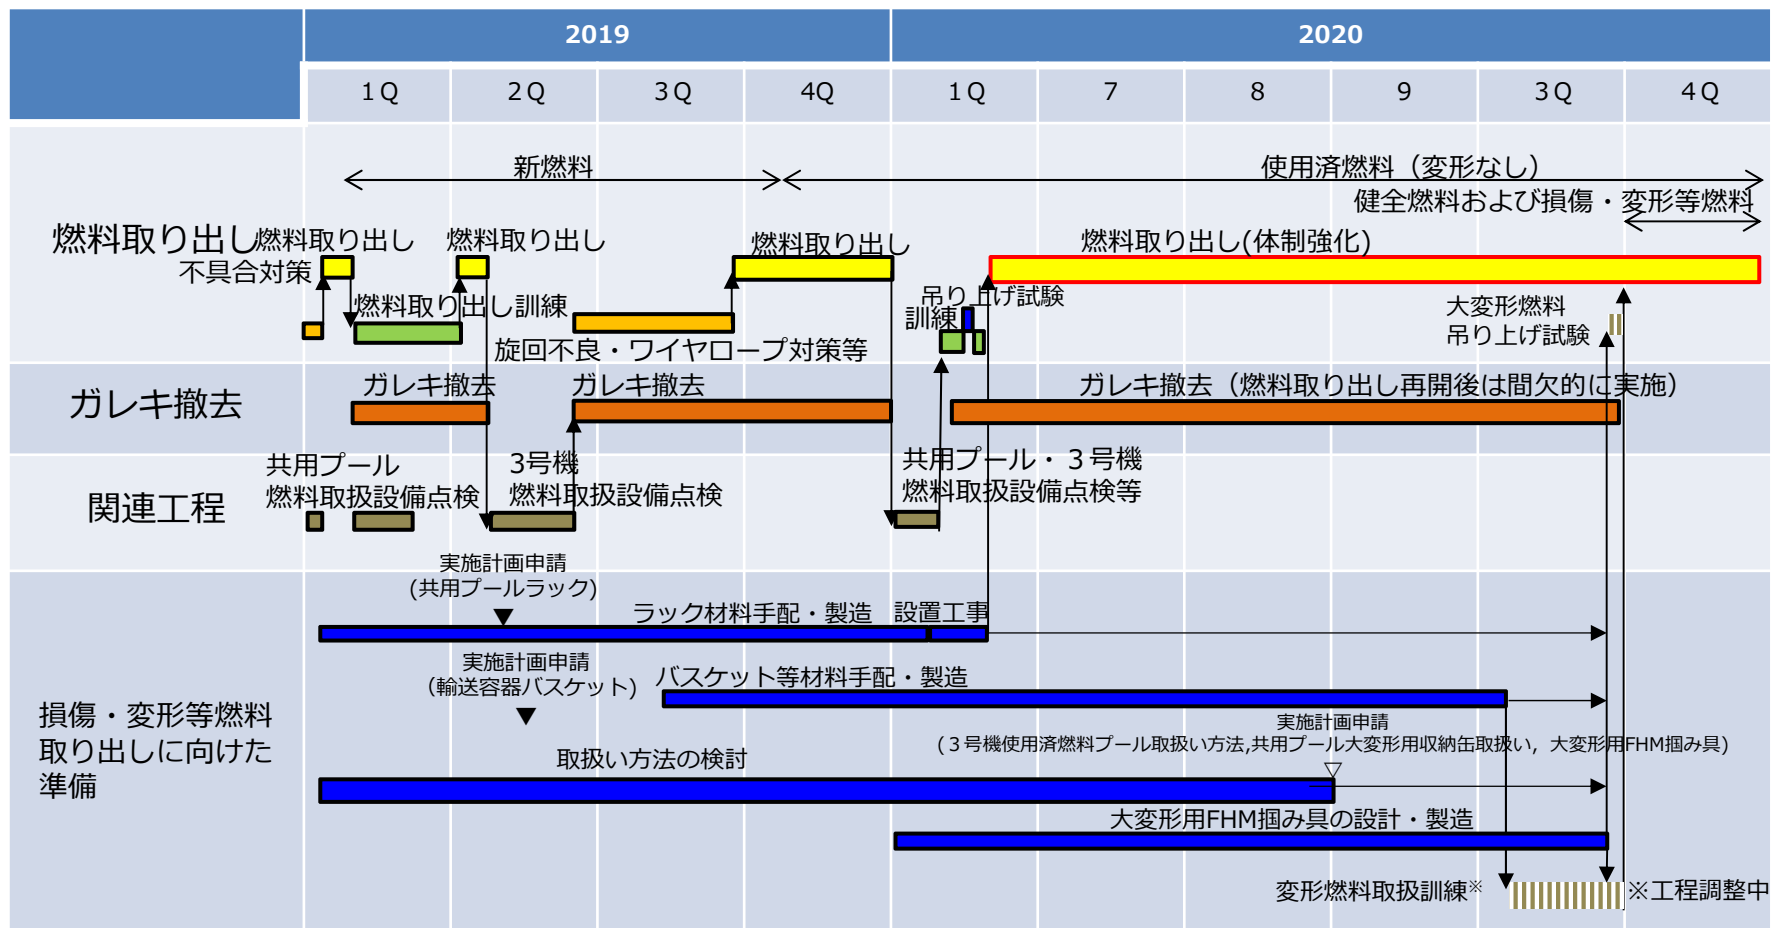 2019
2020
１Q
２Q
３Q
4Q
１Q
7
8
9
３Q
４Q
新燃料
使用済燃料（変形なし）
健全燃料および損傷・変形等燃料
燃料取り出し
燃料取り出し
不具合対策
燃料取り出し
燃料取り出し
燃料取り出し(体制強化)
燃料取り出し訓練
吊り上げ試験
訓練
大変形燃料
吊り上げ試験
旋回不良・ワイヤロープ対策等
ガレキ撤去
ガレキ撤去
ガレキ撤去
ガレキ撤去（燃料取り出し再開後は間欠的に実施）
関連工程
共用プール
燃料取扱設備点検
3号機
燃料取扱設備点検
共用プール・３号機
燃料取扱設備点検等
損傷・変形等燃料
取り出しに向けた
準備
実施計画申請
(共用プールラック)
ラック材料手配・製造
設置工事
実施計画申請
（輸送容器バスケット)
バスケット等材料手配・製造
実施計画申請
(３号機使用済燃料プール取扱い方法,共用プール大変形用収納缶取扱い，大変形用FHM掴み具)
取扱い方法の検討
大変形用FHM掴み具の設計・製造
変形燃料取扱訓練※
※工程調整中